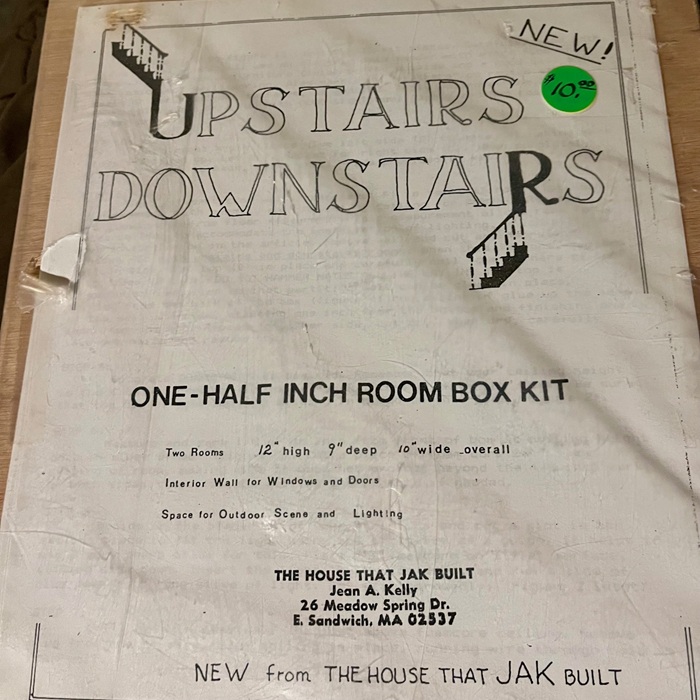 NEW!
$10.00
UPSTAIRS
DOWNSTAIRS
ONE-HALF INCH ROOM BOX KIT
Two Rooms 12" high 9" deep 10" wide overall
Interior Wall for Windows and Doors
Space for Outdoor Scene and Lighting
THE HOUSE THAT JAK BUILT
Jean A. Kelly
26 Meadow Spring Dr.
E. Sandwich, MA 02537
NEW from THE HOUSE THAT JAK BUILT